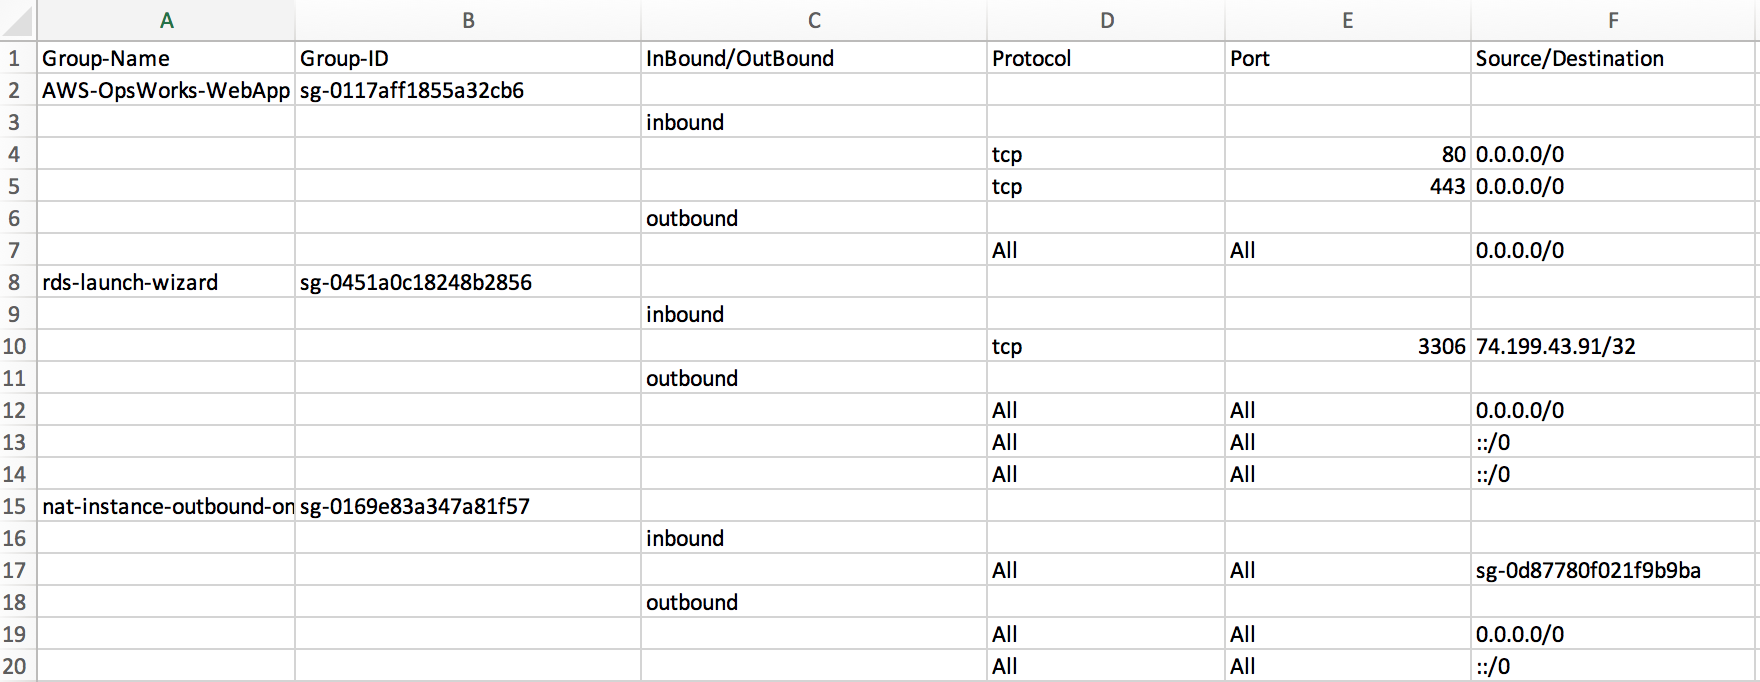 A B C D E F
1 Group-Name Group-ID InBound/OutBound Protocol Port Source/Destination
2 AWS-OpsWorks-WebApp sg-0117aff1855a32cb6
3 inbound
4 tcp 80 0.0.0.0/0
5 tcp 443 0.0.0.0/0
6 outbound
7 All All 0.0.0.0/0
8 rds-launch-wizard sg-0451a0c18248b2856
9 inbound
10 tcp 3306 74.199.43.91/32
11 outbound
12 All All 0.0.0.0/0
13 All All ::/0
14 All All ::/0
15 nat-instance-outbound-on sg-0169e83a347a81f57
16 inbound
17 All All sg-0d87780f021f9b9ba
18 outbound
19 All All 0.0.0.0/0
20 All All ::/0